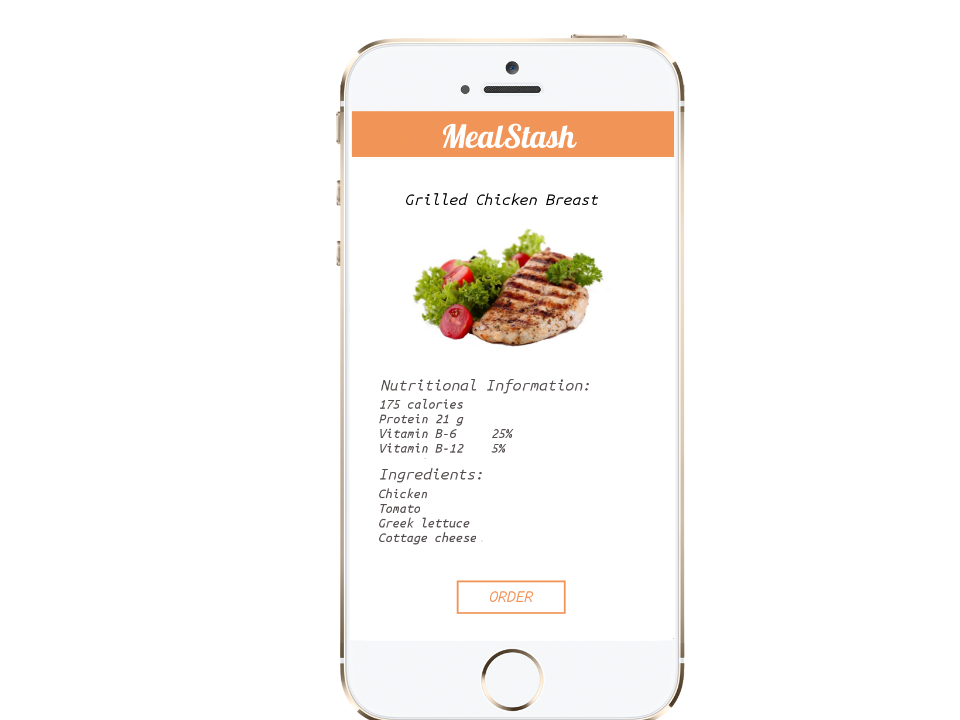 MealStash
Grilled Chicken Breast
Nutritional Information:
175 calories
Protein 21 g
Vitamin B-6 25%
Vitamin B-12 5%
Ingredients:
Chicken
Tomato
Greek lettuce
Cottage cheese
ORDER